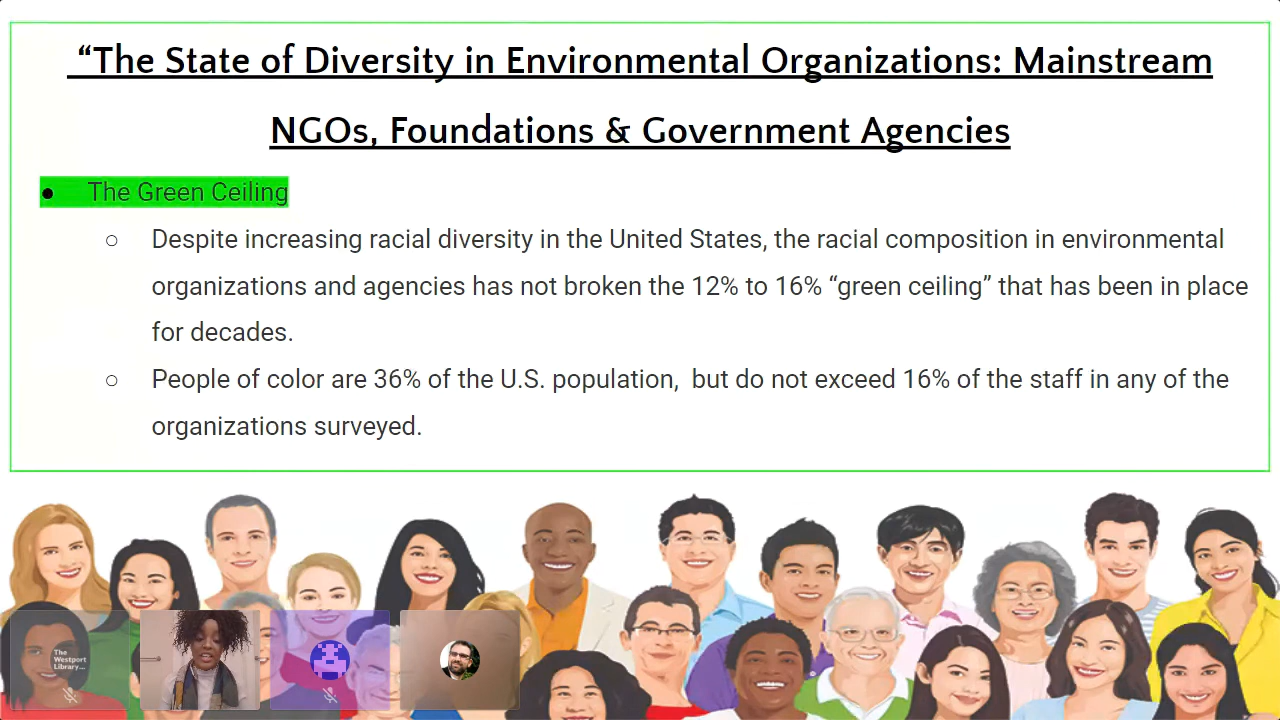 “The State of Diversity in Environmental Organizations: Mainstream
NGOs, Foundations & Government Agencies
● The Green Ceiling
○ Despite increasing racial diversity in the United States, the racial composition in environmental
organizations and agencies has not broken the 12% to 16% “green ceiling” that has been in place
for decades.
○ People of color are 36% of the U.S. population,  but do not exceed 16% of the staff in any of the
organizations surveyed.
The
Westport
Library...